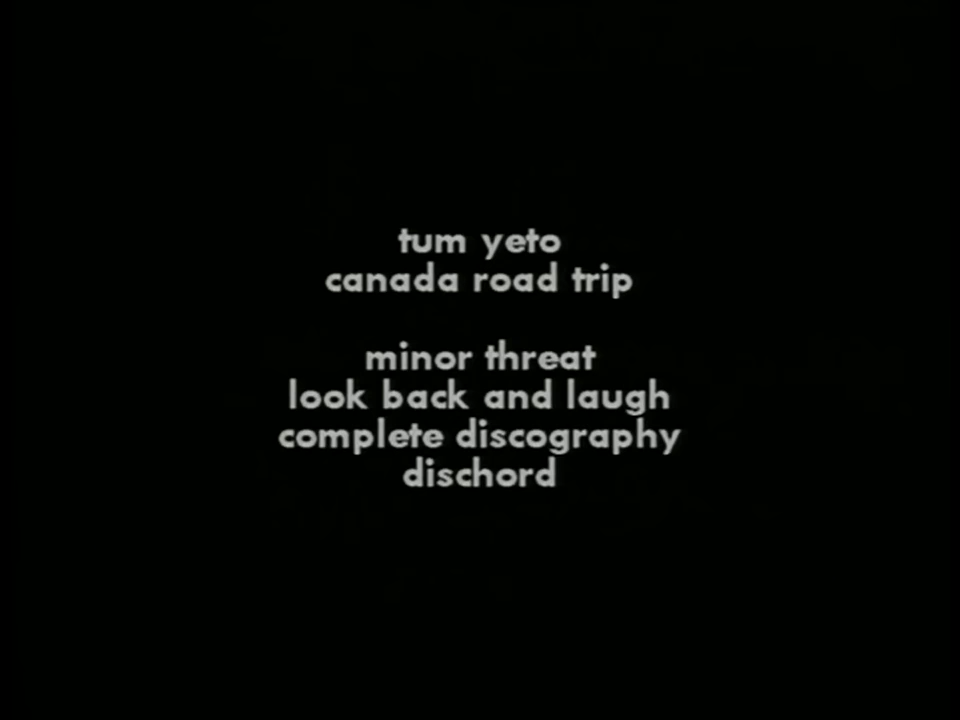 tum yeto
canada road trip
minor threat
look back and laugh
complete discography
dischord